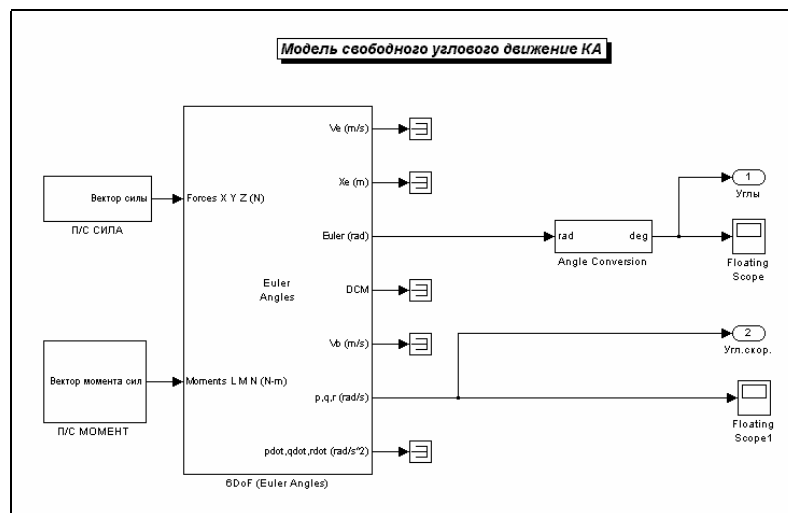 Модель свободного углового движение КА
Ve (m/s)
Xe (m)
Вектор силы
П/С СИЛА
Forces X Y Z (N)
Euler (rad)
rad
deg
Angle Conversion
1
Углы
Floating
Scope
Euler
Angles
DCM
Vb (m/s)
2
Угл.скор.
Вектор момента сил
П/С МОМЕНТ
Moments L M N (N-m)
p,q,r (rad/s)
Floating
Scope1
pdot,qdot,rdot (rad/s^2)
6DoF (Euler Angles)